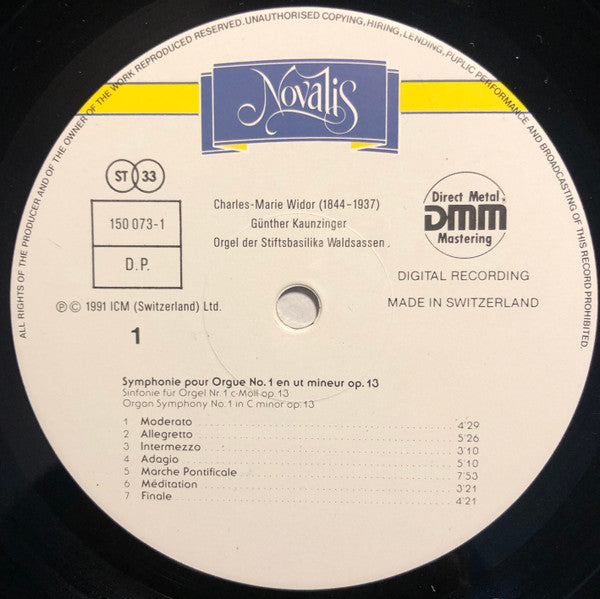 ALL RIGHTS OF THE PRODUCER AND OF THE OWNER OF THE WORK REPRODUCED RESERVED. UNAUTHORISED COPYING, HIRING, LENDING, PUPLIC PERFORMANCE AND BROADCASTING OF THIS RECORD PROHIBITED.
Novalis
ST 33
150 073-1
D.P.
Charles-Marie Widor (1844–1937)
Günther Kaunzinger
Orgel der Stiftsbasilika Waldsassen
Direct Metal
DMM
Mastering
DIGITAL RECORDING
MADE IN SWITZERLAND
℗ © 1991 ICM (Switzerland) Ltd.
1
Symphonie pour Orgue No. 1 en ut mineur op. 13
Sinfonie für Orgel Nr. 1 c-Moll op. 13
Organ Symphony No. 1 in C minor op. 13
1 Moderato 4'29
2 Allegretto 5'26
3 Intermezzo 3'10
4 Adagio 5'10
5 Marche Pontificale 7'53
6 Méditation 3'21
7 Finale 4'21